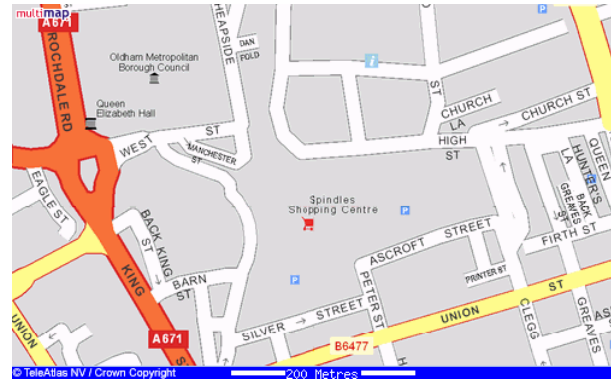 multimap
A671
ROCHDALE RD
CHEAPSIDE
DAN
FOLD
Oldham Metropolitan
Borough Council
Queen
Elizabeth Hall
WEST ST
MANCHESTER
ST
i
ST
P
CHURCH
LA
CHURCH ST
HIGH
ST
QUEEN
HUNTER'S
LA
P
BACK
GREAVES
ST
EAGLE ST
BACK KING
ST
Spindles
Shopping Centre
P
ASCROFT STREET
FIRTH ST
PRINTER ST
KING
S
BARN
ST
P
PETER ST
SILVER → STREET
UNION ST
UNION
CLEGG
GREAVES
AS
A671
B6477
H
© TeleAtlas NV / Crown Copyright
200 Metres